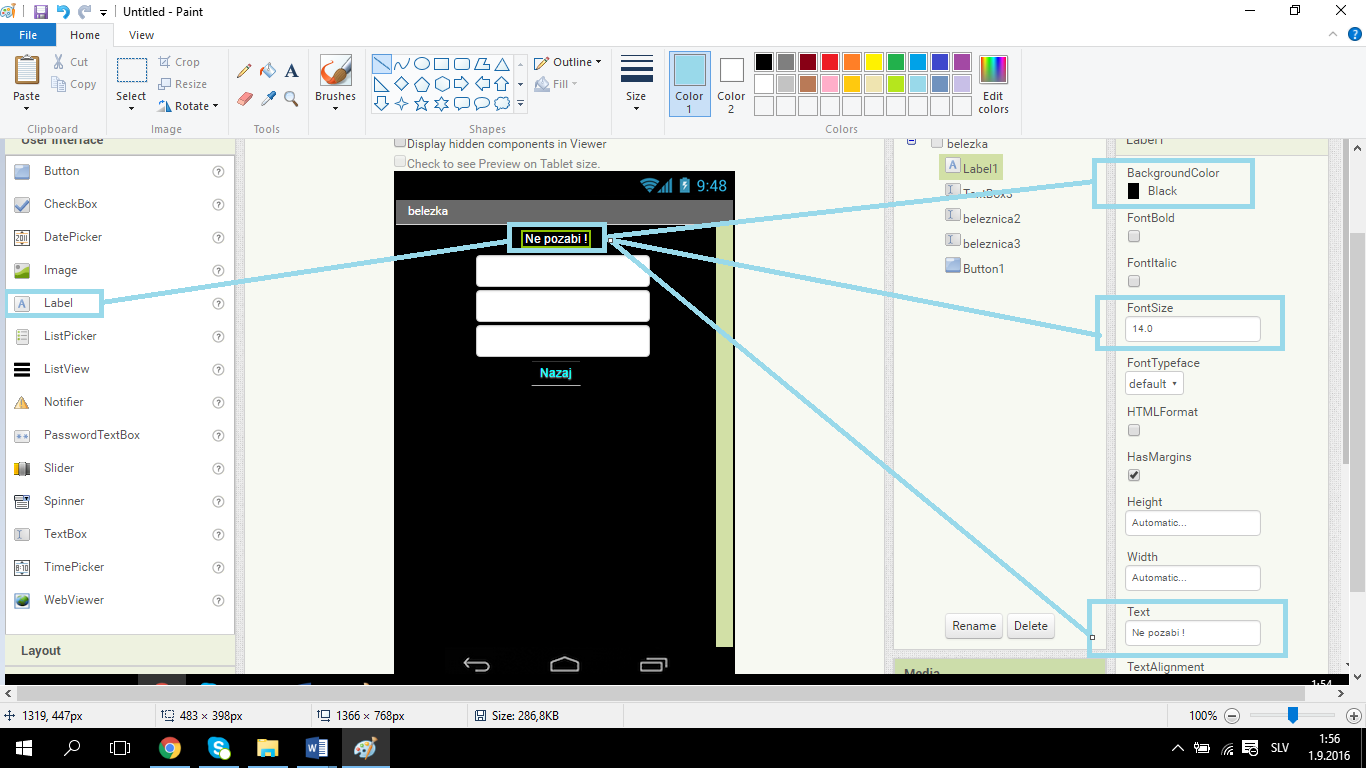 Untitled - Paint
File Home View
Paste
Cut
Copy
Clipboard
Select
Crop
Resize
Rotate
Image
A
Tools
Brushes
Outline
Fill
Shapes
Size
Color
1
Color
2
Edit
colors
Colors
User Interface
Button
CheckBox
DatePicker
Image
Label
ListPicker
ListView
Notifier
PasswordTextBox
Slider
Spinner
TextBox
TimePicker
WebViewer
Layout
Display hidden components in Viewer
Check to see Preview on Tablet size.
9:48
belezka
Ne pozabi !
Nazaj
belezka
Label1
TextBox3
beleznica2
beleznica3
Button1
Rename Delete
Media
Label1
BackgroundColor
Black
FontBold
FontItalic
FontSize
14.0
FontTypeface
default
HTMLFormat
HasMargins
Height
Automatic...
Width
Automatic...
Text
Ne pozabi !
TextAlignment
1:54
1319, 447px 483 × 398px 1366 × 768px Size: 286,8KB 100%
SLV
1:56
1.9.2016